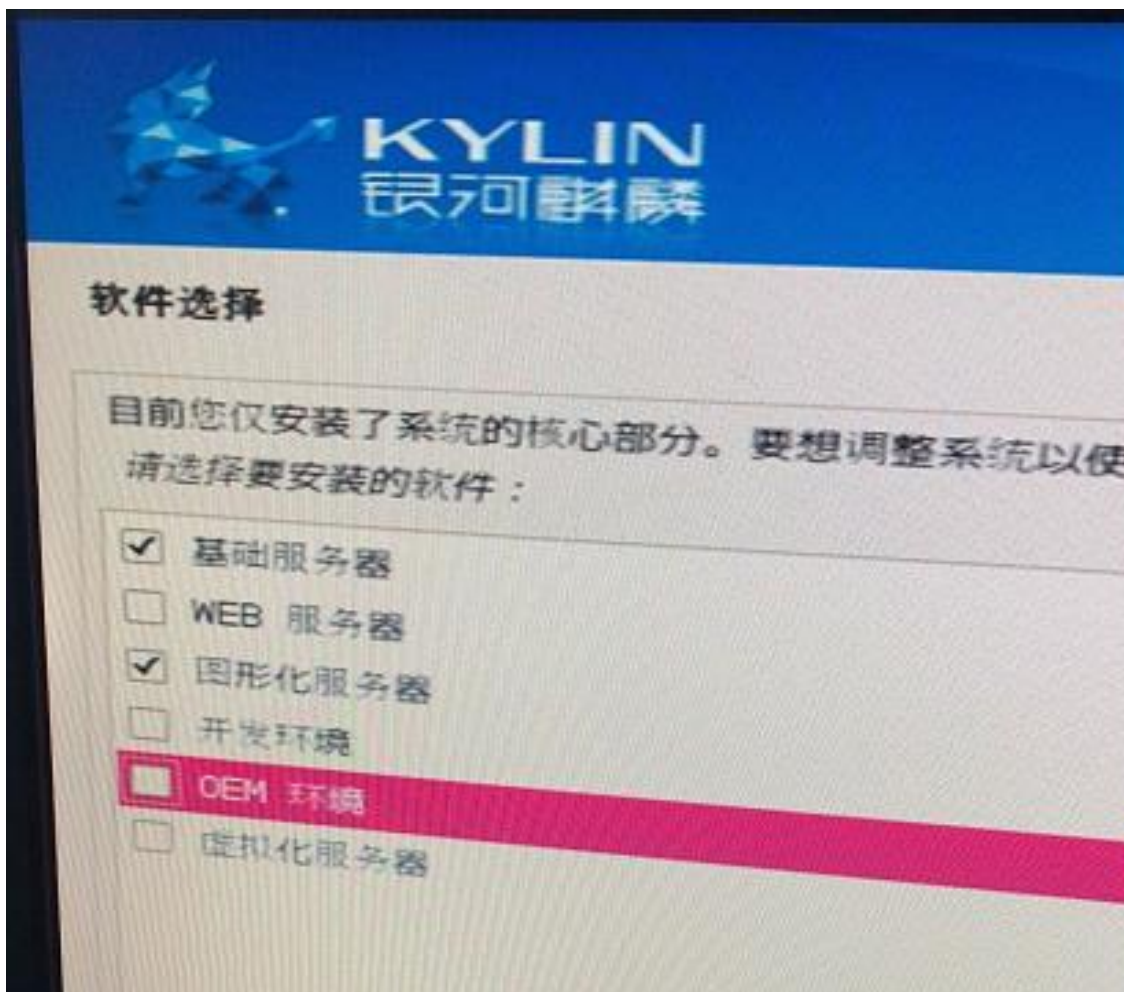 KYLIN
银河麒麟
软件选择
目前您仅安装了系统的核心部分。要想调整系统以使
请选择要安装的软件：
基础服务器
WEB 服务器
图形化服务器
开发环境
OEM 环境
虚拟化服务器